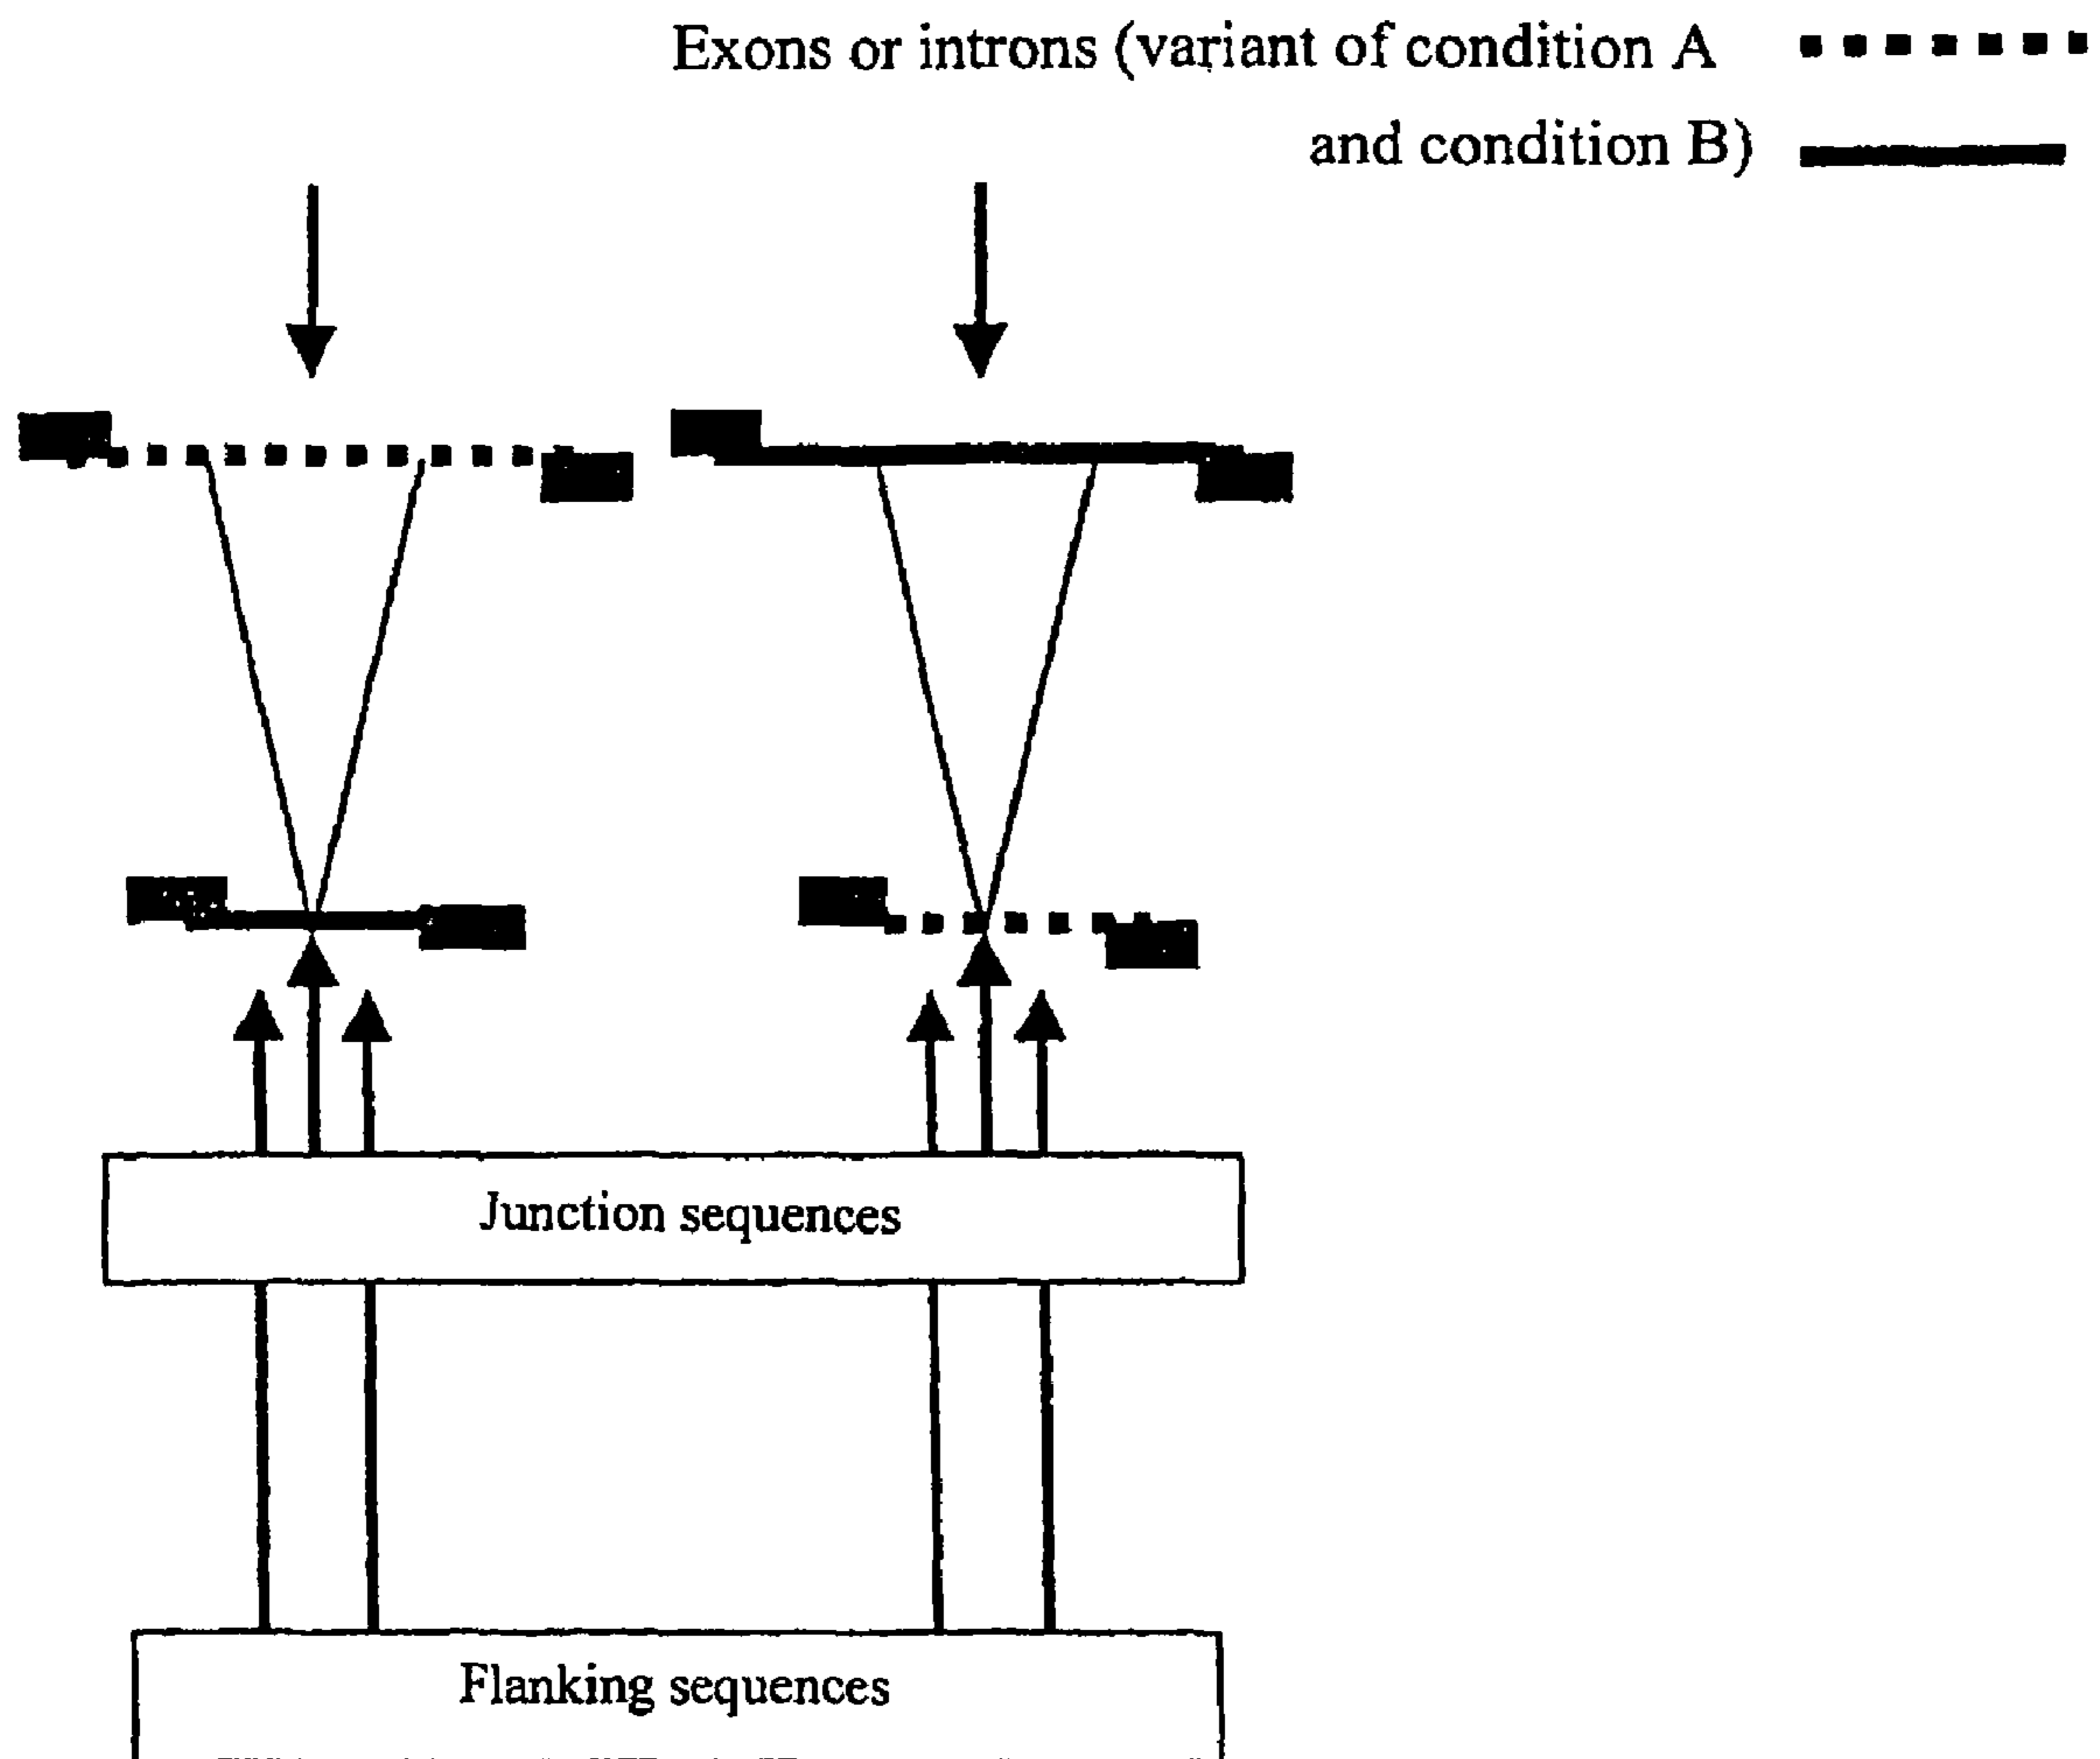 Exons or introns (variant of condition A
and condition B)
Junction sequences
Flanking sequences